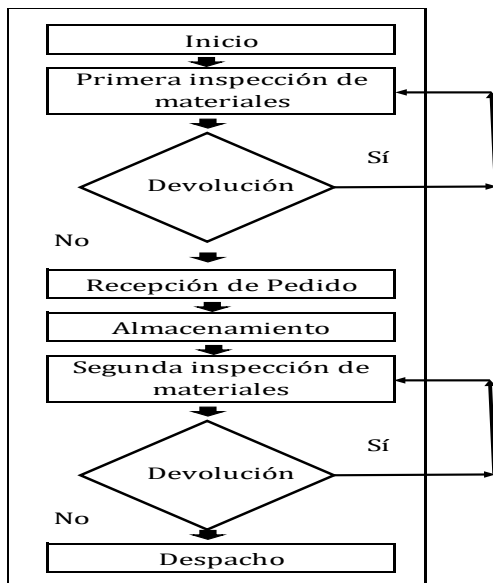 Inicio
Primera inspección de
materiales
Sí
Devolución
No
Recepción de Pedido
Almacenamiento
Segunda inspección de
materiales
Sí
Devolución
No
Despacho